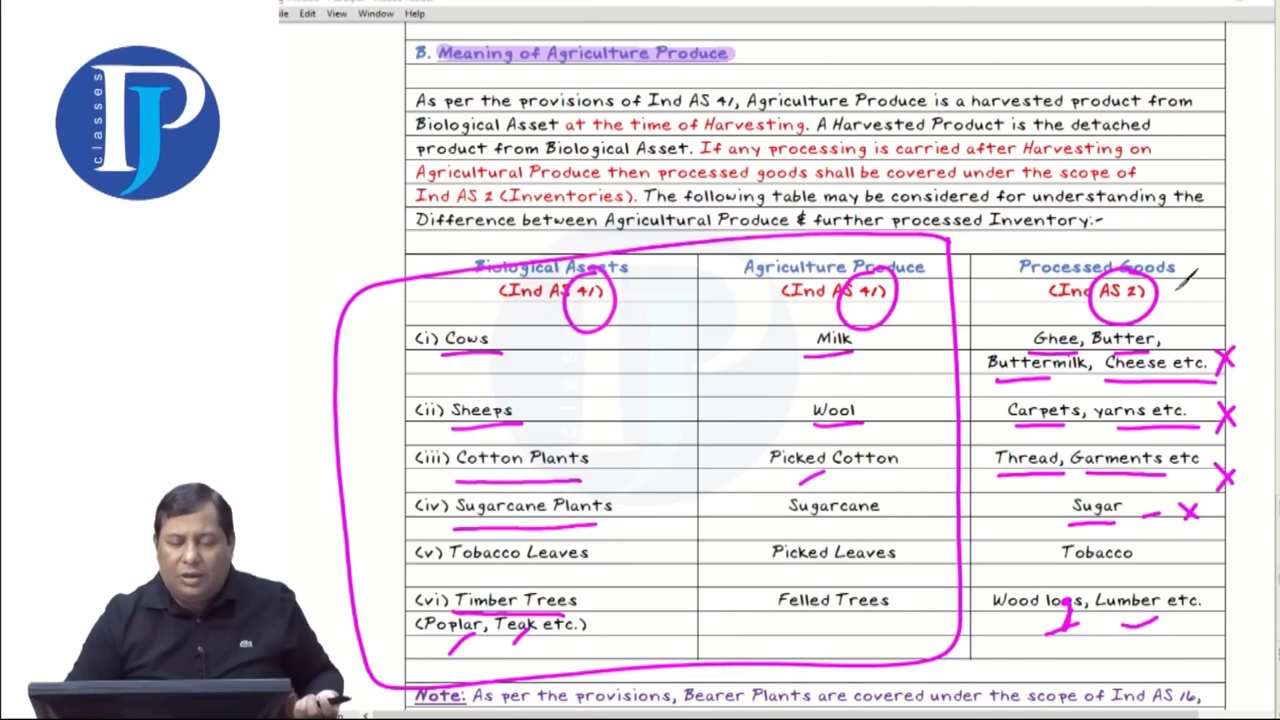 ile Edit View Window Help
classes
PJ
B. Meaning of Agriculture Produce
As per the provisions of Ind AS 41, Agriculture Produce is a harvested product from
Biological Asset at the time of Harvesting. A Harvested Product is the detached
product from Biological Asset. If any processing is carried after Harvesting on
Agricultural Produce then processed goods shall be covered under the scope of
Ind AS 2 (Inventories). The following table may be considered for understanding the
Difference between Agricultural Produce & further processed Inventory:-
Biological Assets Agriculture Produce Processed Goods
(Ind AS 41) (Ind AS 41) (Ind AS 2)
(i) Cows Milk Ghee, Butter,
Buttermilk, Cheese etc.
(ii) Sheeps Wool Carpets, yarns etc.
(iii) Cotton Plants Picked Cotton Thread, Garments etc
(iv) Sugarcane Plants Sugarcane Sugar
(v) Tobacco Leaves Picked Leaves Tobacco
(vi) Timber Trees Felled Trees Wood logs, Lumber etc.
(Poplar, Teak etc.)
Note: As per the provisions, Bearer Plants are covered under the scope of Ind AS 16,